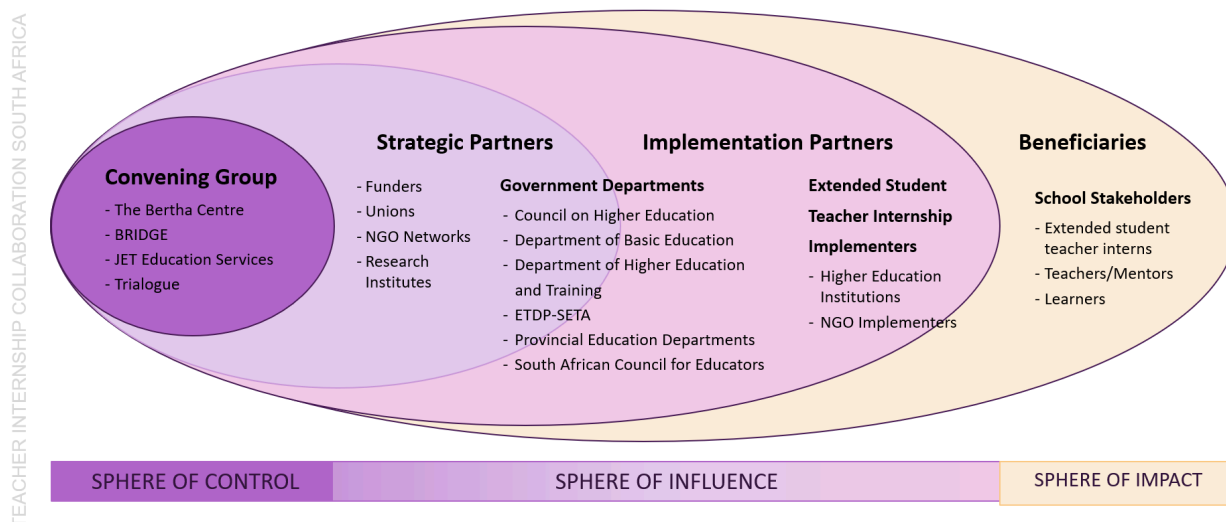 TEACHER INTERNSHIP COLLABORATION SOUTH AFRICA
Convening Group
- The Bertha Centre
- BRIDGE
- JET Education Services
- Trialogue
Strategic Partners
- Funders
- Unions
- NGO Networks
- Research
Institutes
Government Departments
- Council on Higher Education
- Department of Basic Education
- Department of Higher Education
and Training
- ETDP-SETA
- Provincial Education Departments
- South African Council for Educators
Implementation Partners
Extended Student
Teacher Internship
Implementers
- Higher Education
Institutions
- NGO Implementers
Beneficiaries
School Stakeholders
- Extended student
teacher interns
- Teachers/Mentors
- Learners
SPHERE OF CONTROL
SPHERE OF INFLUENCE
SPHERE OF IMPACT